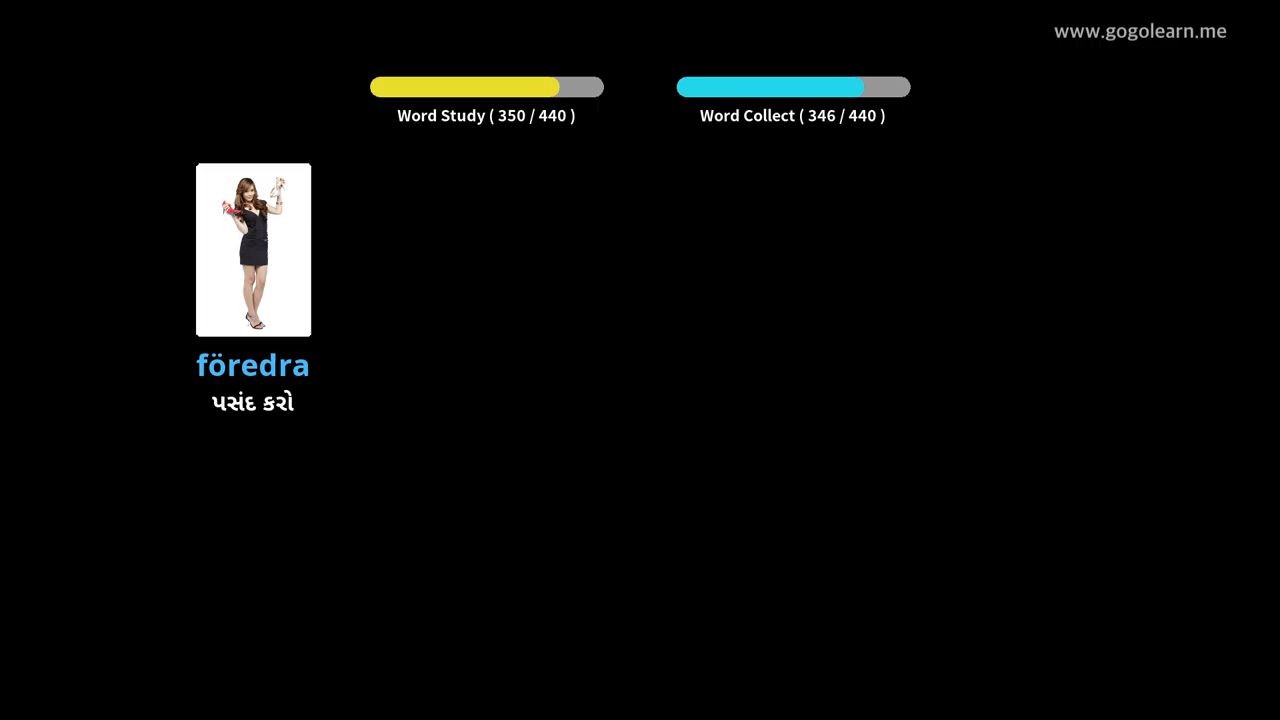 www.gogolearn.me
Word Study ( 350 / 440 )
Word Collect ( 346 / 440 )
föredra
પસંદ કરો